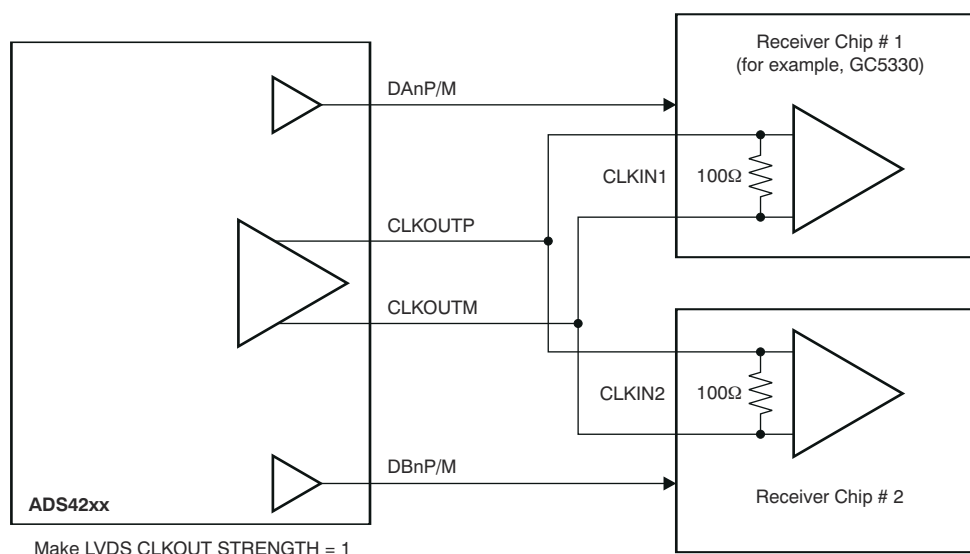 Receiver Chip # 1
(for example, GC5330)
DAnP/M
CLKIN1
100Ω
CLKOUTP
CLKOUTM
CLKIN2
100Ω
DBnP/M
ADS42xx
Receiver Chip # 2
Make LVDS CLKOUT STRENGTH = 1